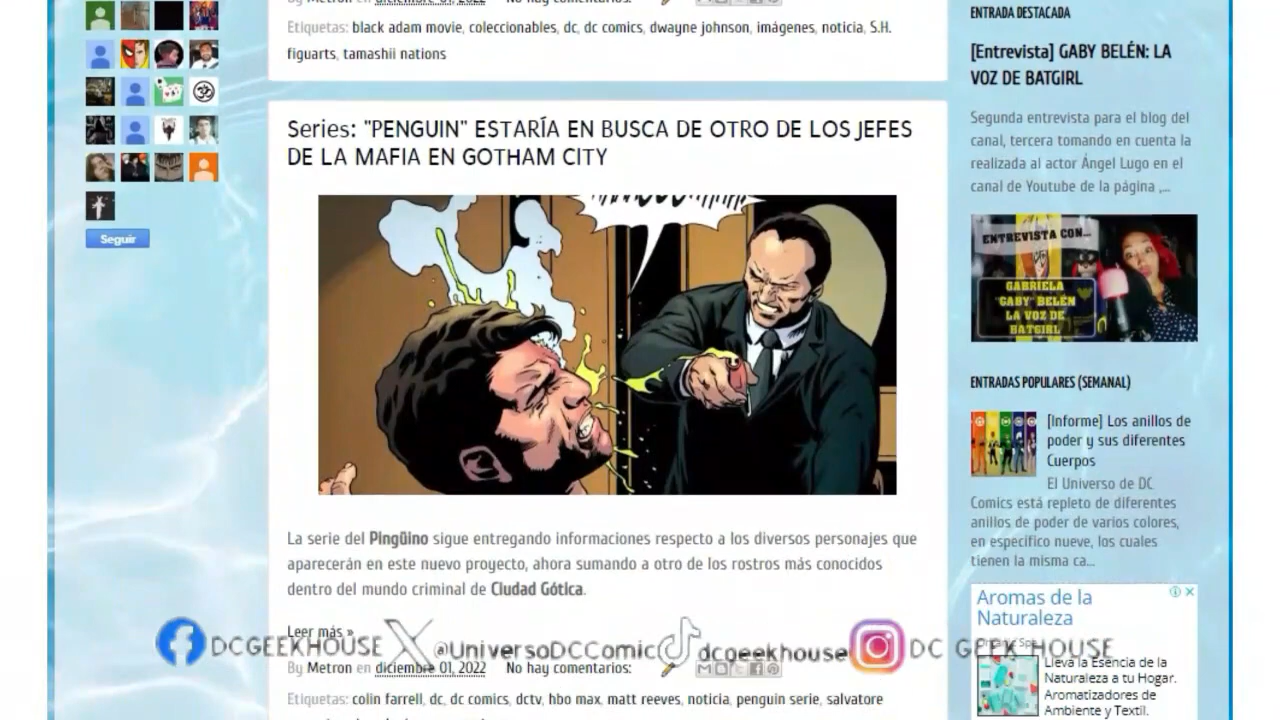 By Metron en diciembre 01, 2022 No hay comentarios:
Etiquetas: black adam movie, coleccionables, dc, dc comics, dwayne johnson, imágenes, noticia, S.H.
figuarts, tamashii nations
Series: "PENGUIN" ESTARÍA EN BUSCA DE OTRO DE LOS JEFES
DE LA MAFIA EN GOTHAM CITY
La serie del Pingüino sigue entregando informaciones respecto a los diversos personajes que
aparecerán en este nuevo proyecto, ahora sumando a otro de los rostros más conocidos
dentro del mundo criminal de Ciudad Gótica.
Leer más »
By Metron en diciembre 01, 2022 No hay comentarios:
Etiquetas: colin farrell, dc, dc comics, dctv, hbo max, matt reeves, noticia, penguin serie, salvatore
Seguir
ENTRADA DESTACADA
[Entrevista] GABY BELÉN: LA
VOZ DE BATGIRL
Segunda entrevista para el blog del
canal, tercera tomando en cuenta la
realizada al actor Ángel Lugo en el
canal de Youtube de la página ,...
ENTREVISTA CON...
GABRIELA
"GABY" BELÉN
LA VOZ DE
BATGIRL
ENTRADAS POPULARES (SEMANAL)
[Informe] Los anillos de
poder y sus diferentes
Cuerpos
El Universo de DC
Comics está repleto de diferentes
anillos de poder de varios colores,
en específico nueve, los cuales
tienen la misma ca...
Aromas de la
Naturaleza
Lleva la Esencia de la
Naturaleza a tu Hogar.
Aromatizadores de
Ambiente y Textil.
DCGEEKHOUSE
@UniversoDcComic
dcgeekhouse
DC GEEK HOUSE